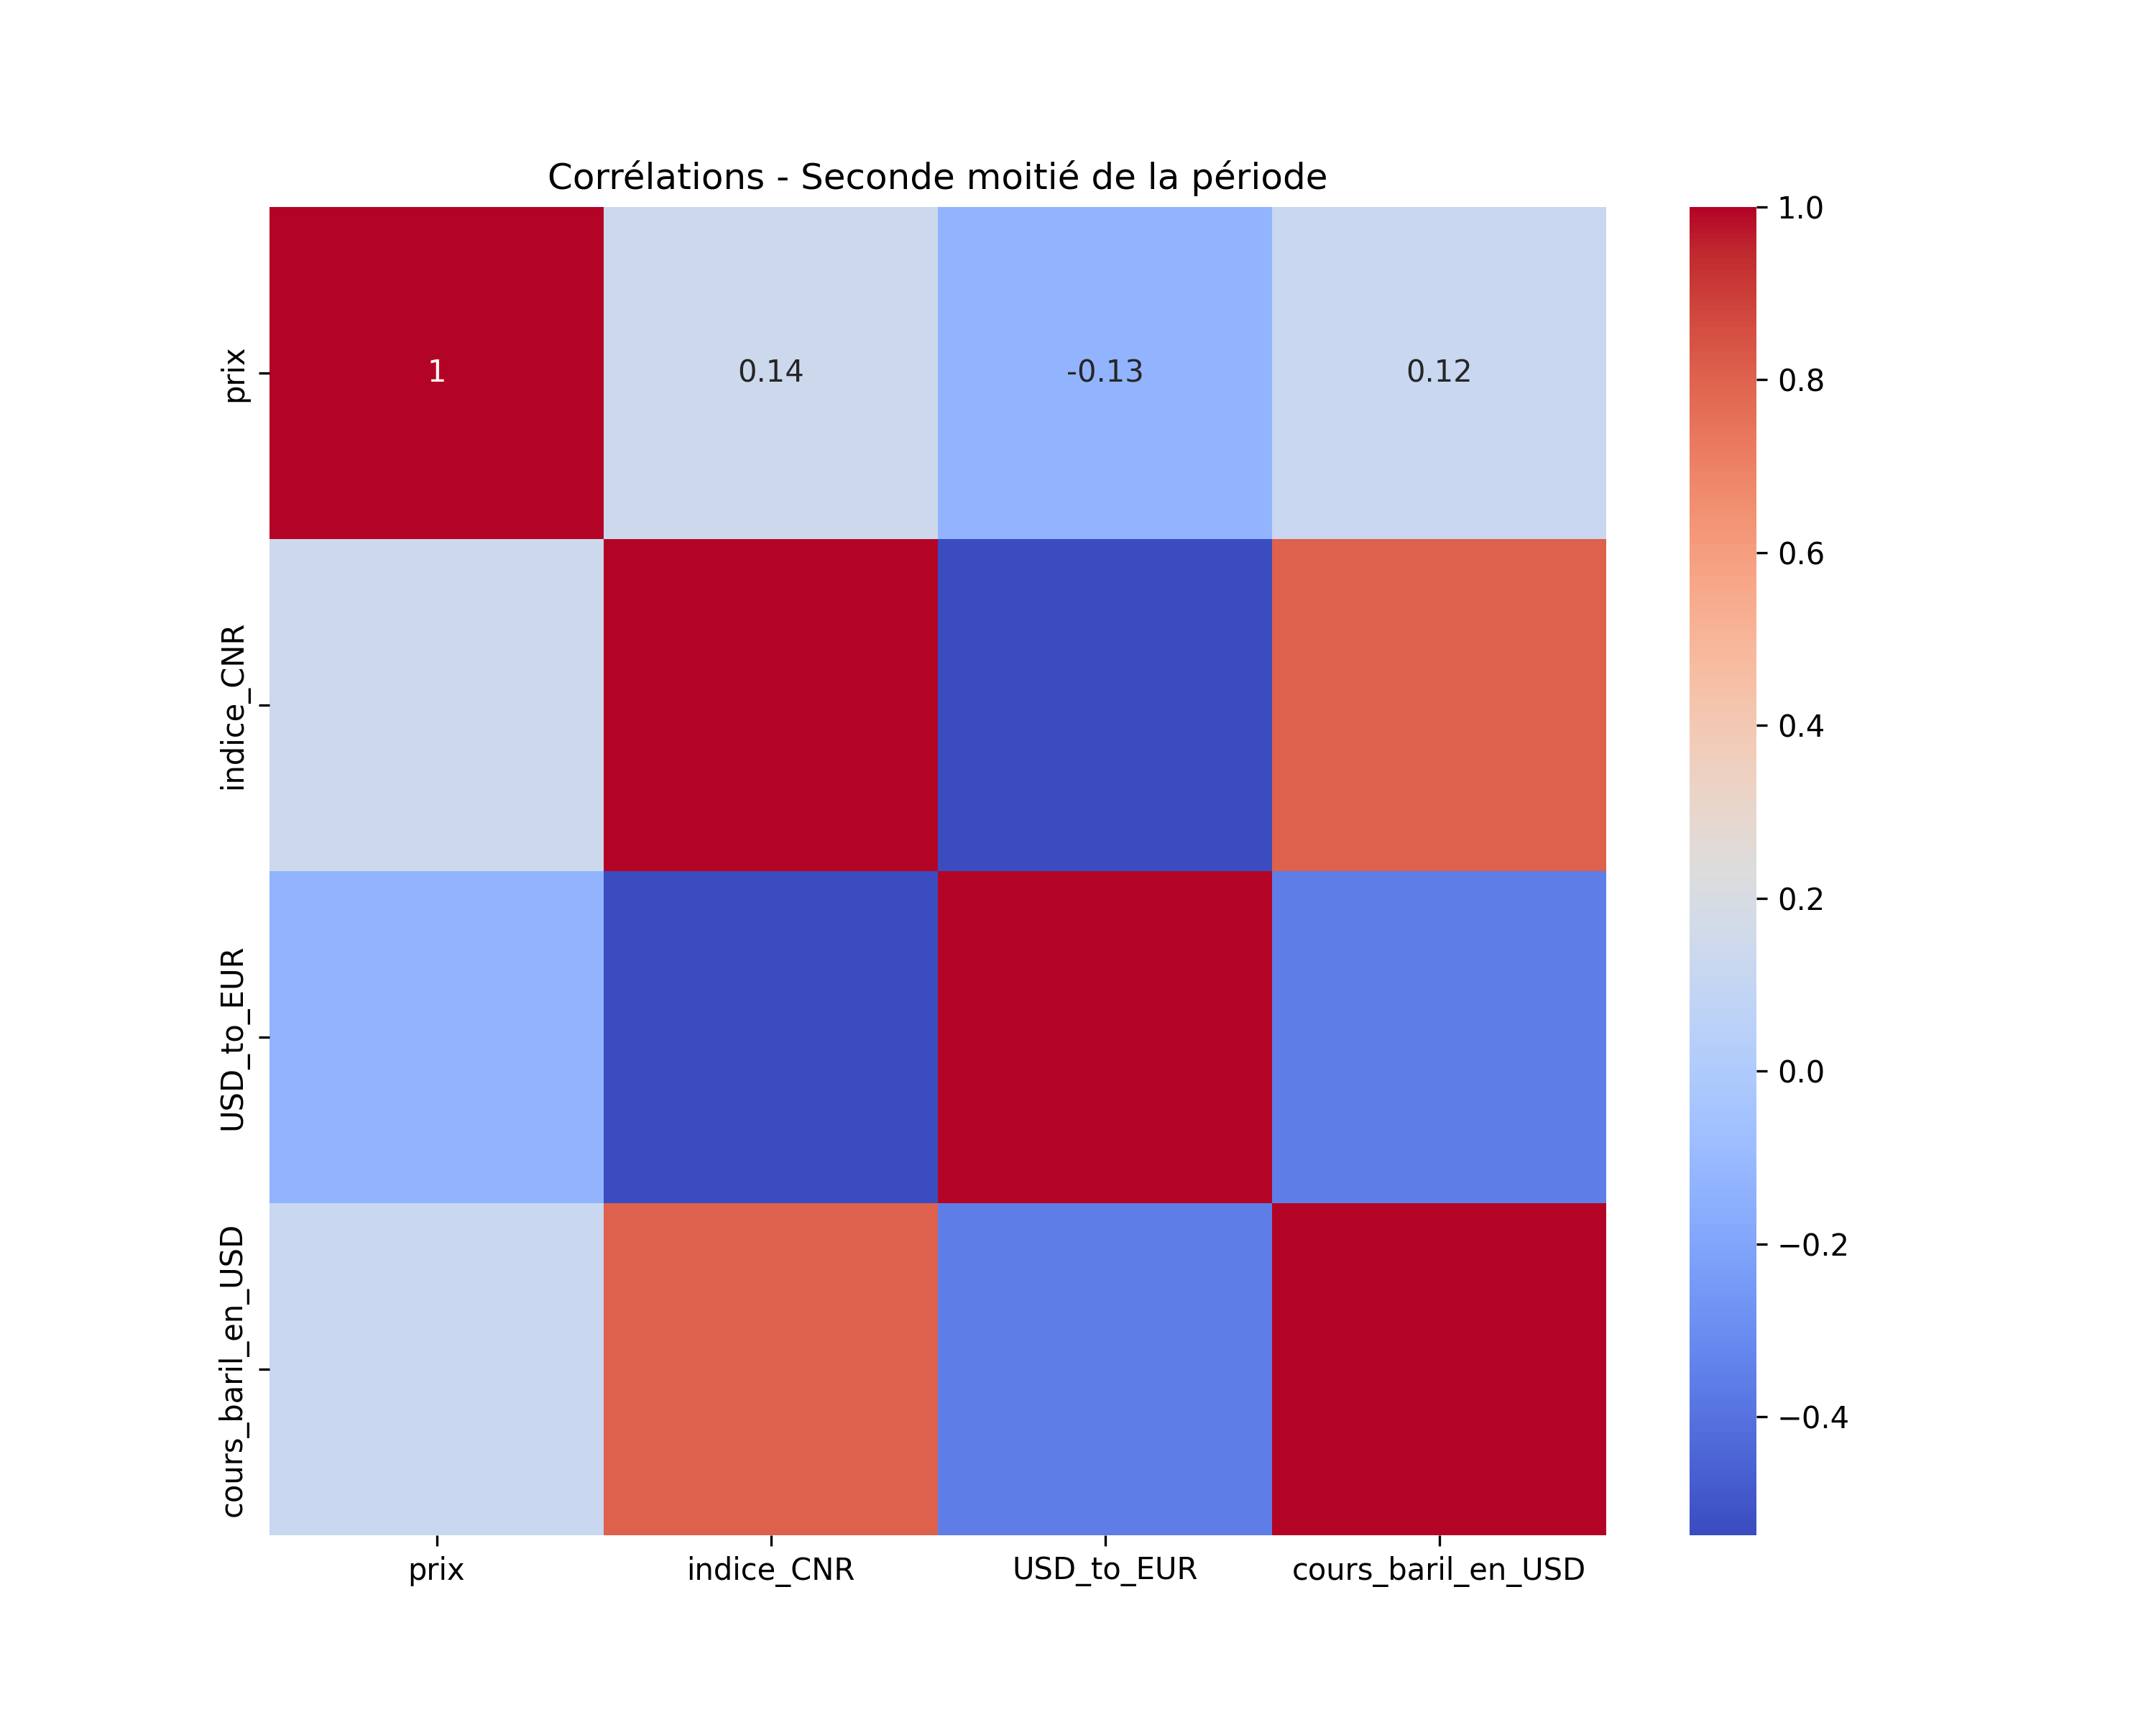 Corrélations - Seconde moitié de la période
prix
1
0.14
-0.13
0.12
indice_CNR
USD_to_EUR
cours_baril_en_USD
prix
indice_CNR
USD_to_EUR
cours_baril_en_USD
1.0
0.8
0.6
0.4
0.2
0.0
−0.2
−0.4